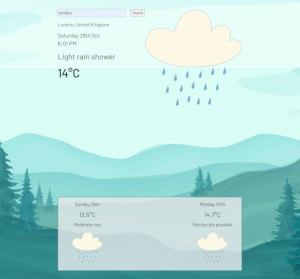 london
Search
London, United Kingdom
Saturday 28th Oct
6:01 PM
Light rain shower
14°C
Sunday 29th
Monday 30th
13.5°C
14.7°C
Moderate rain
Patchy rain possible